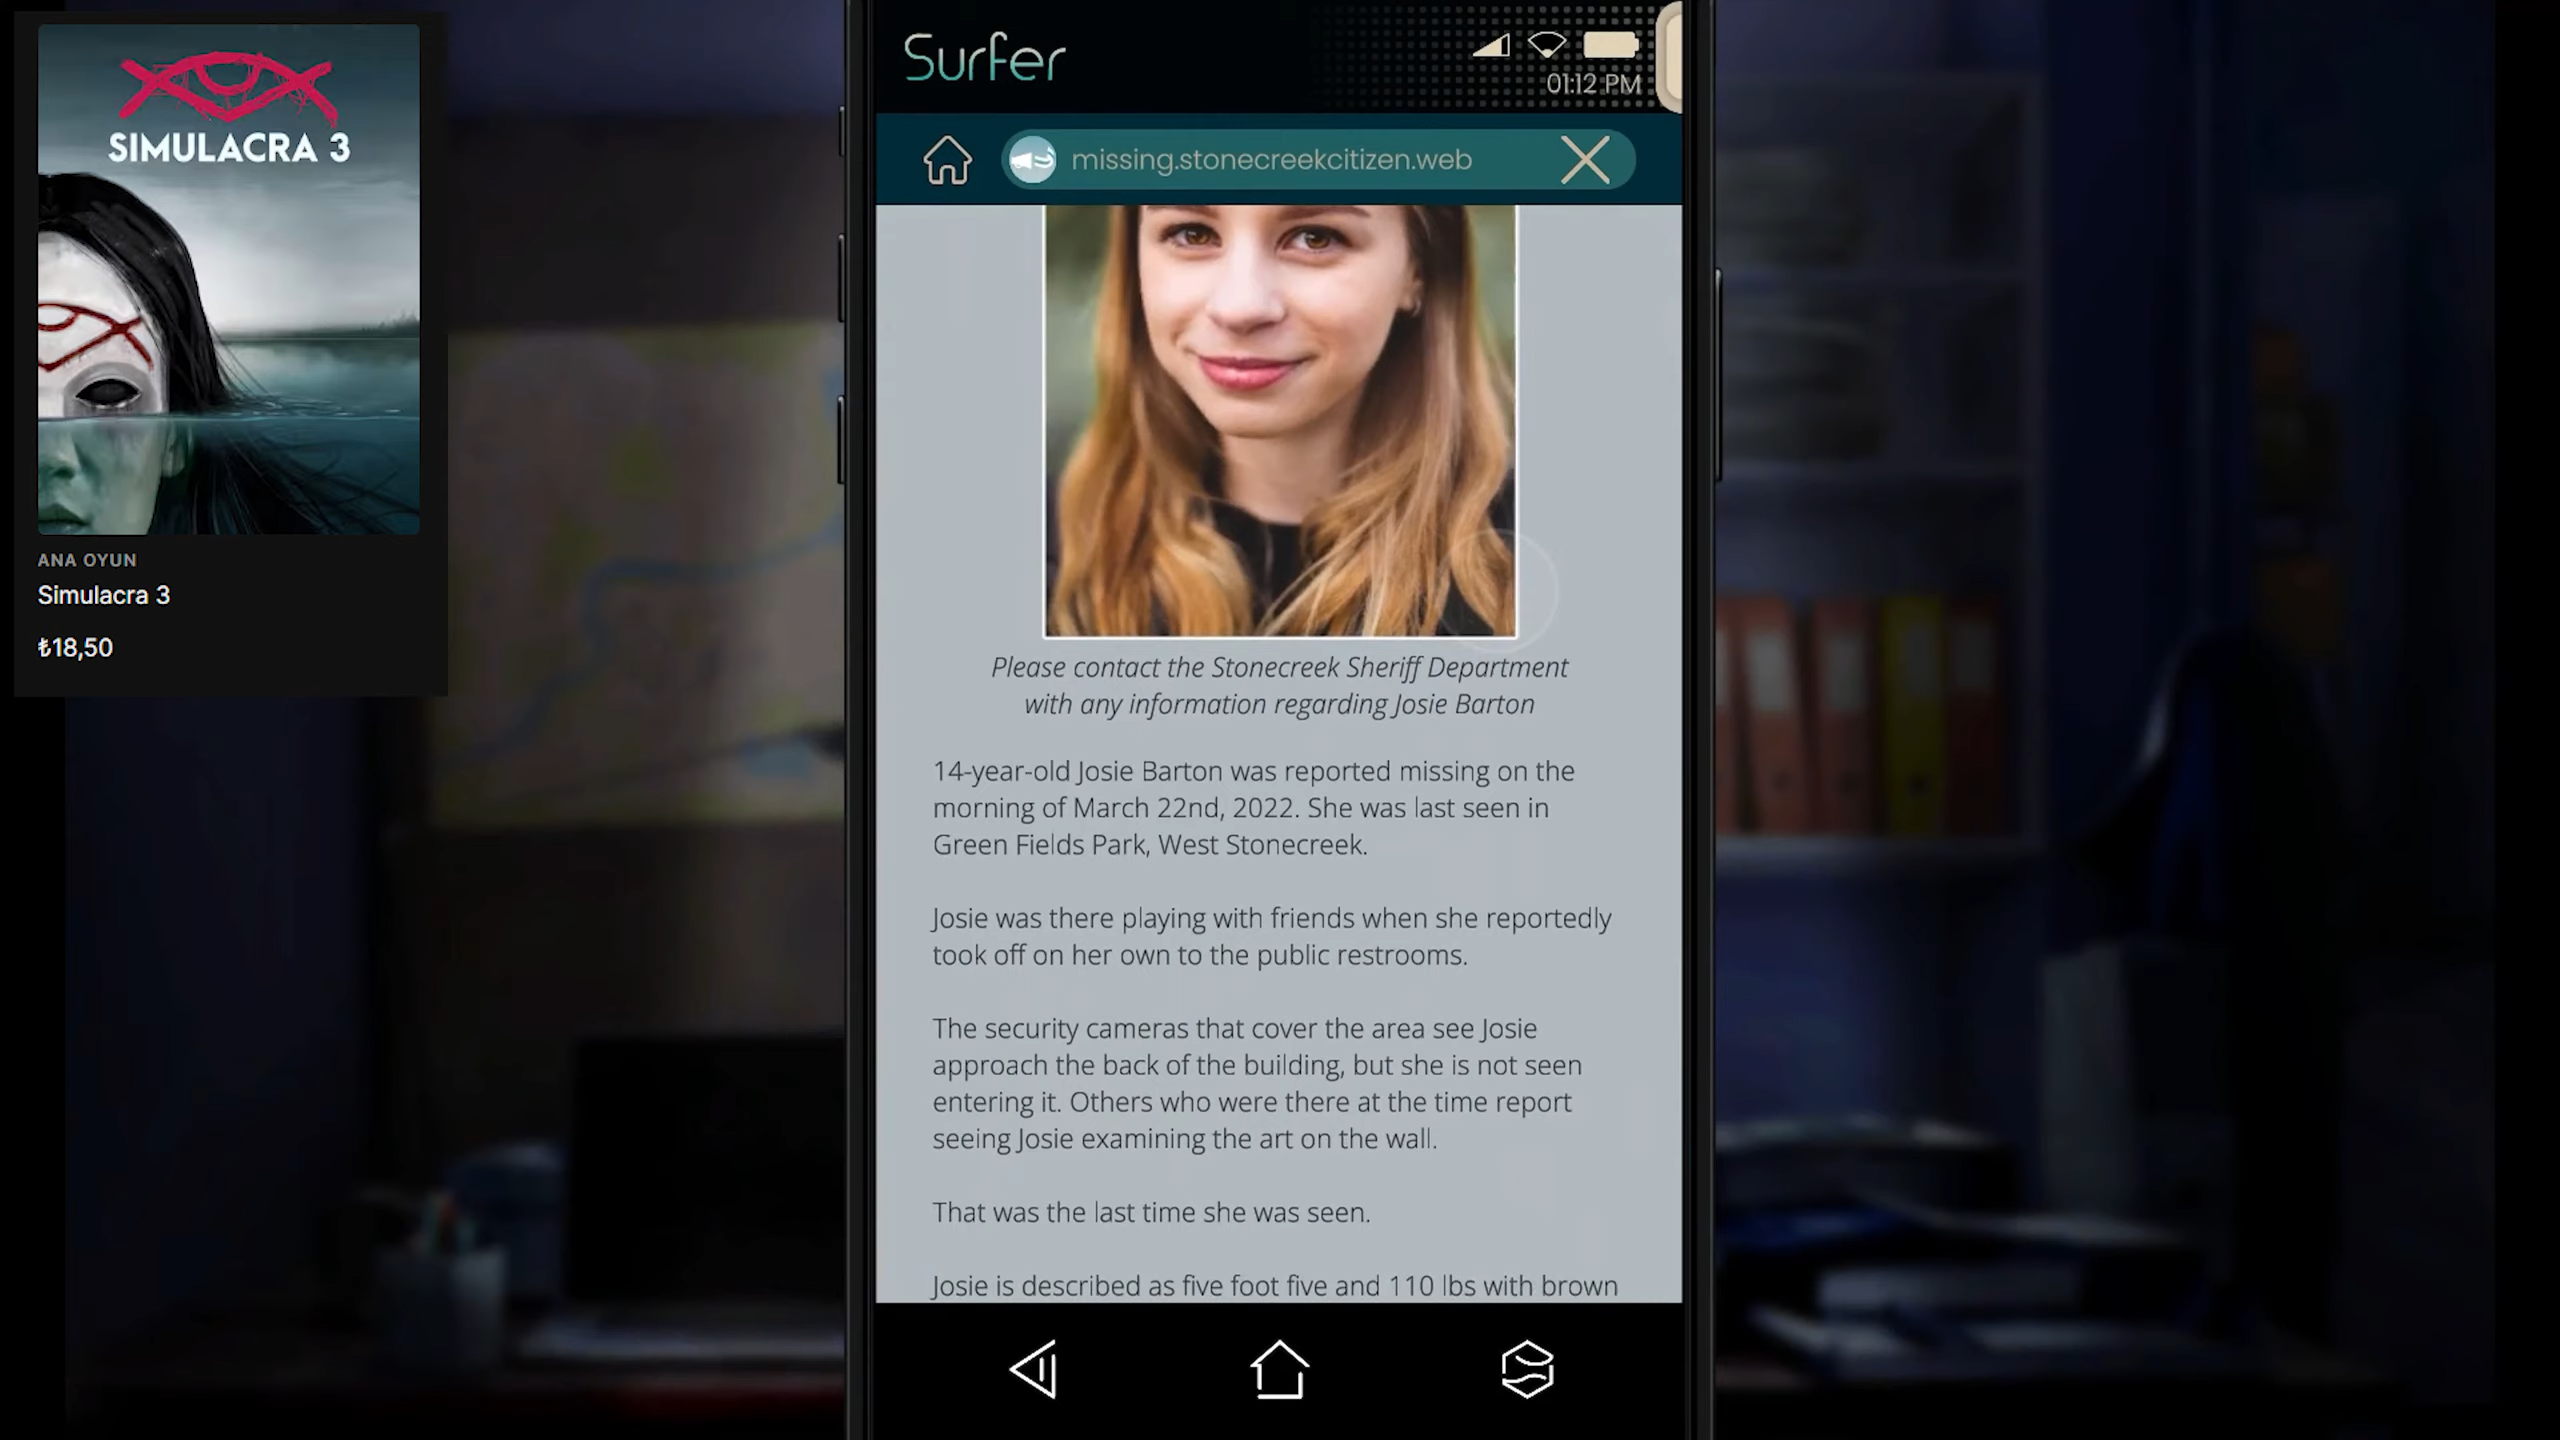 SIMULACRA 3
ANA OYUN
Simulacra 3
₺18,50
Surfer
01:12 PM
missing.stonecreekcitizen.web
Please contact the Stonecreek Sheriff Department
with any information regarding Josie Barton
14-year-old Josie Barton was reported missing on the
morning of March 22nd, 2022. She was last seen in
Green Fields Park, West Stonecreek.
Josie was there playing with friends when she reportedly
took off on her own to the public restrooms.
The security cameras that cover the area see Josie
approach the back of the building, but she is not seen
entering it. Others who were there at the time report
seeing Josie examining the art on the wall.
That was the last time she was seen.
Josie is described as five foot five and 110 lbs with brown